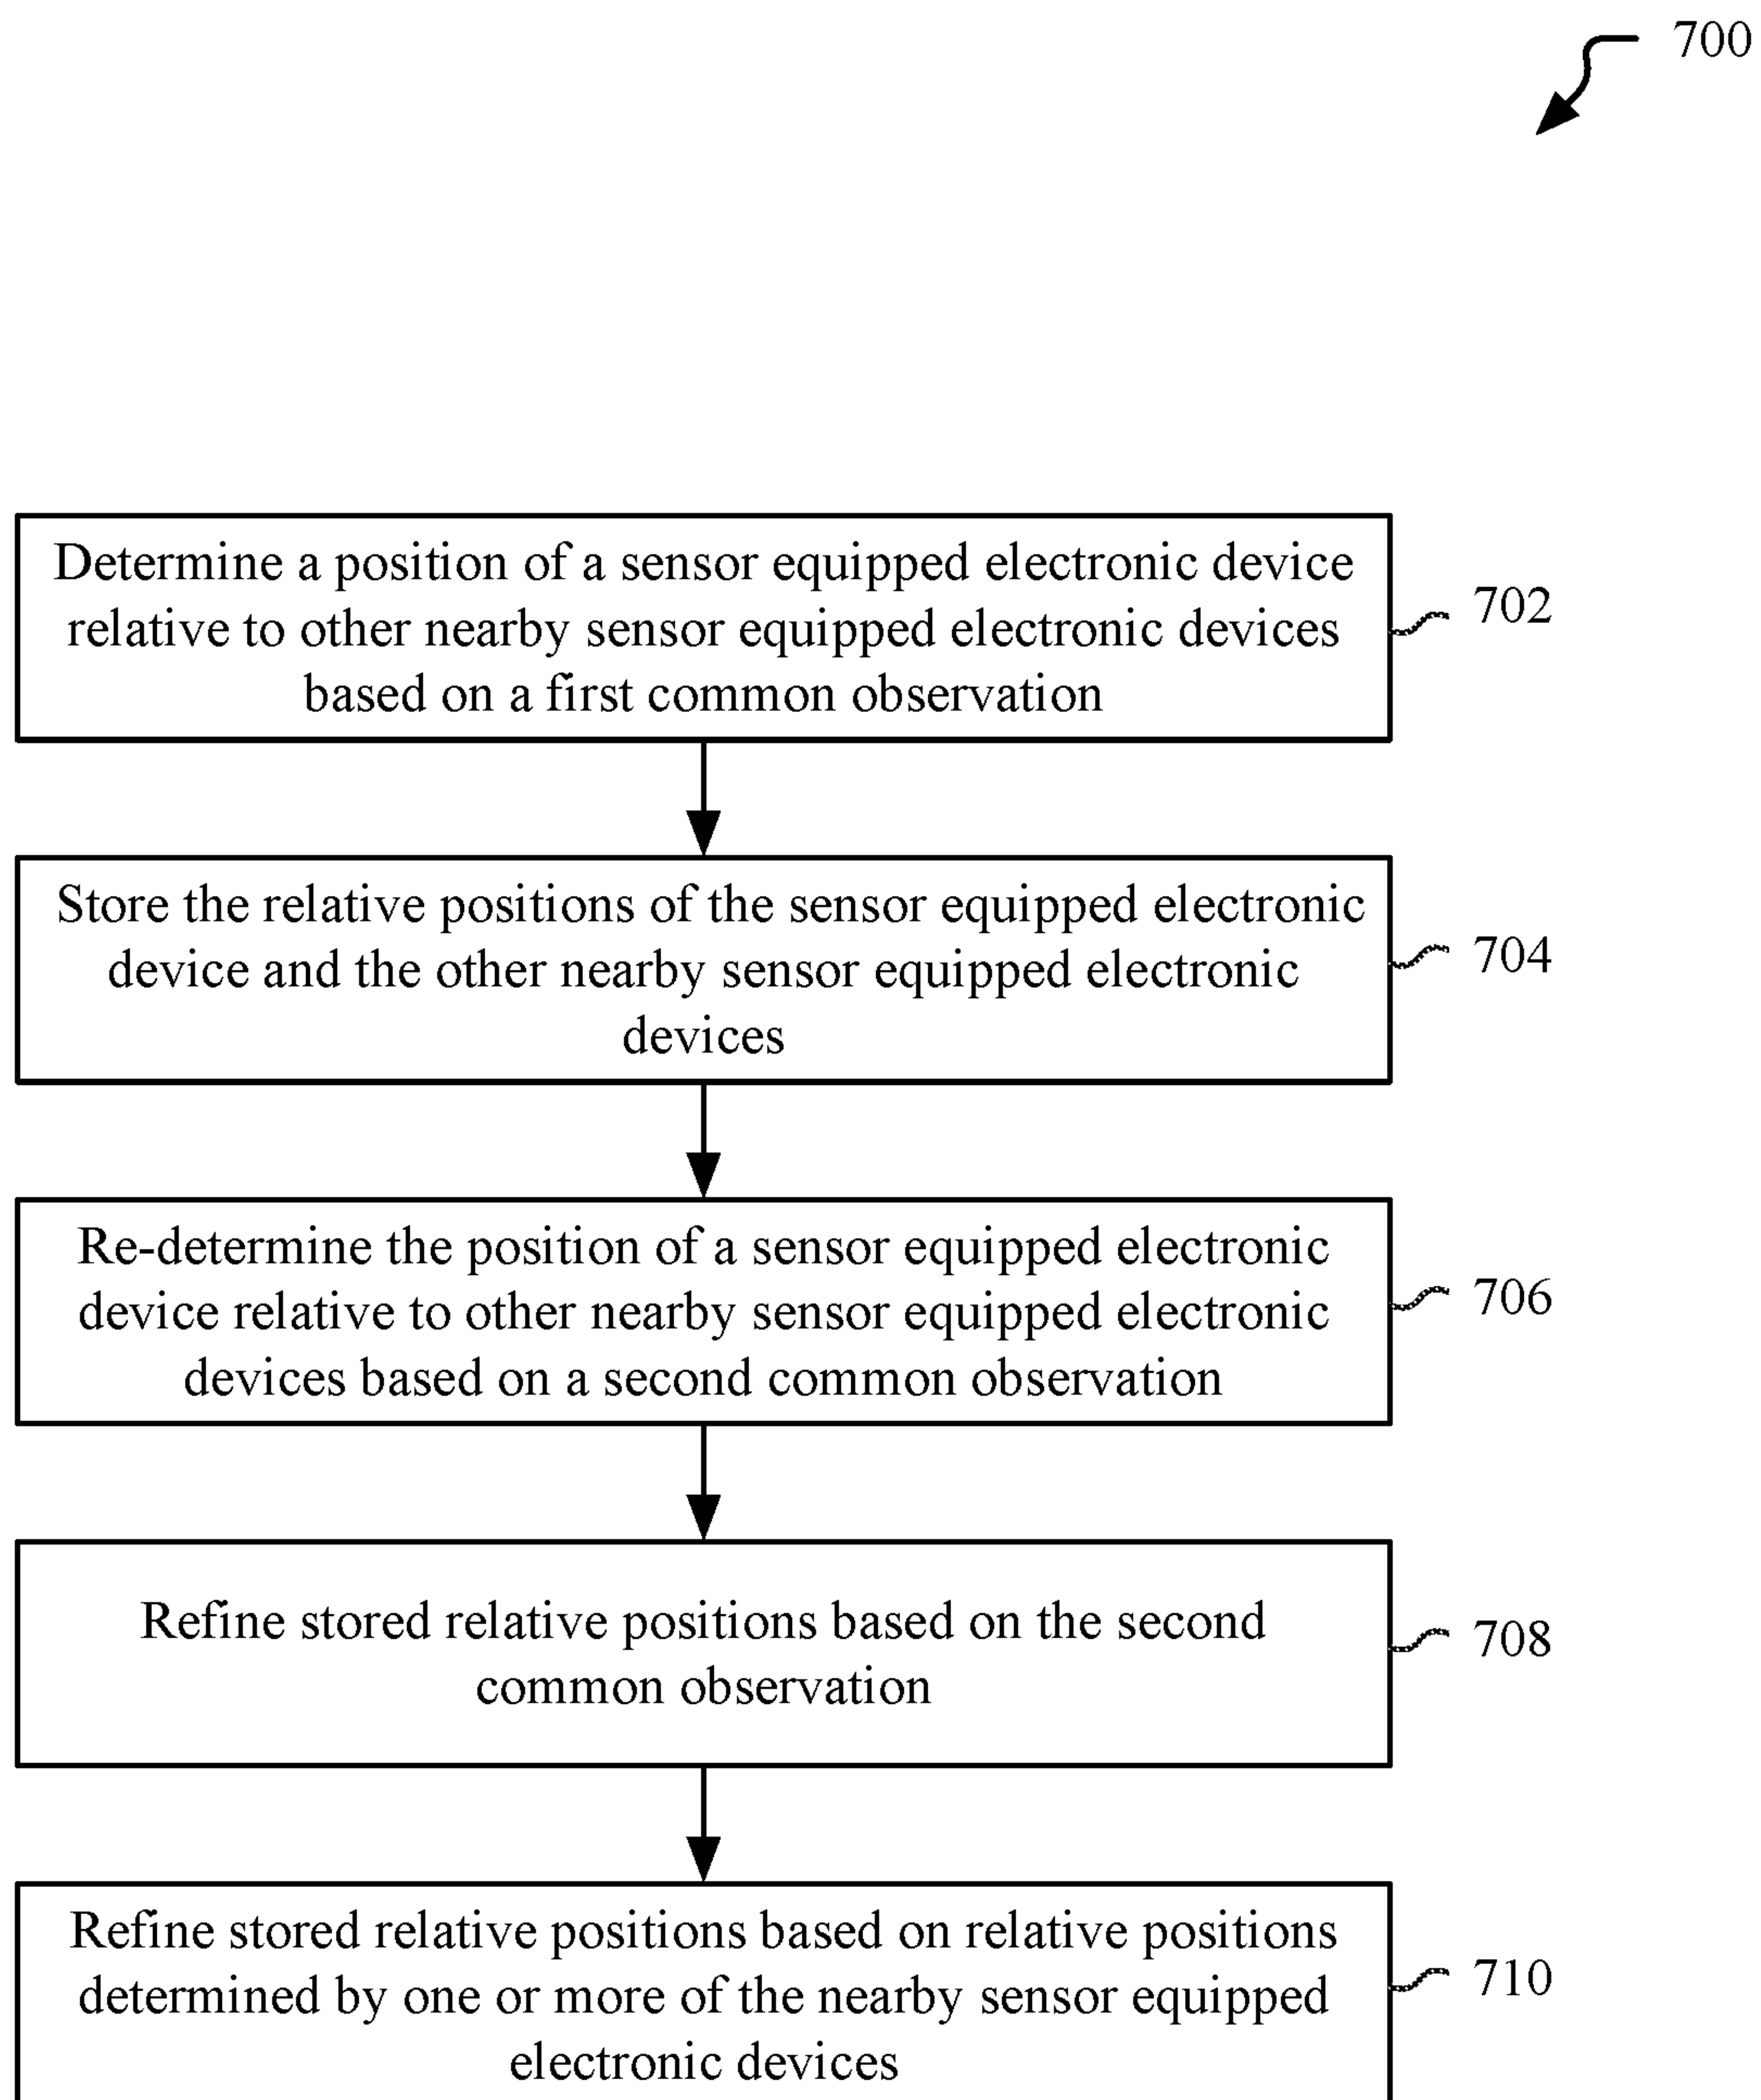 700
Determine a position of a sensor equipped electronic device
relative to other nearby sensor equipped electronic devices
based on a first common observation
702
Store the relative positions of the sensor equipped electronic
device and the other nearby sensor equipped electronic
devices
704
Re-determine the position of a sensor equipped electronic
device relative to other nearby sensor equipped electronic
devices based on a second common observation
706
Refine stored relative positions based on the second
common observation
708
Refine stored relative positions based on relative positions
determined by one or more of the nearby sensor equipped
electronic devices
710